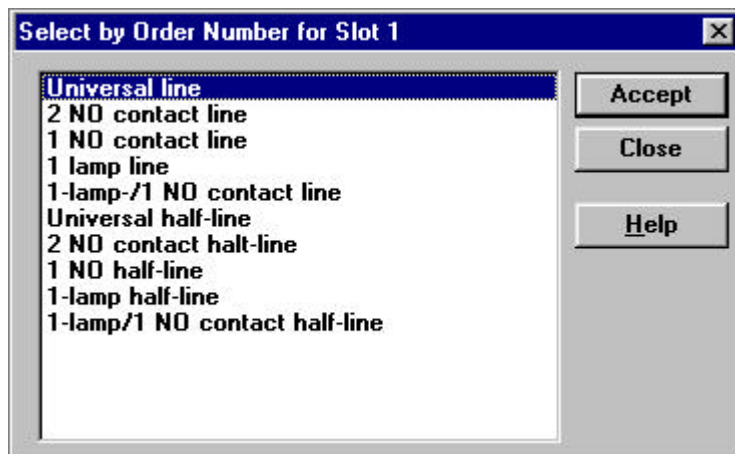 Select by Order Number for Slot 1
Universal line
2 NO contact line
1 NO contact line
1 lamp line
1-lamp-/1 NO contact line
Universal half-line
2 NO contact halt-line
1 NO half-line
1-lamp half-line
1-lamp/1 NO contact half-line
Accept
Close
Help